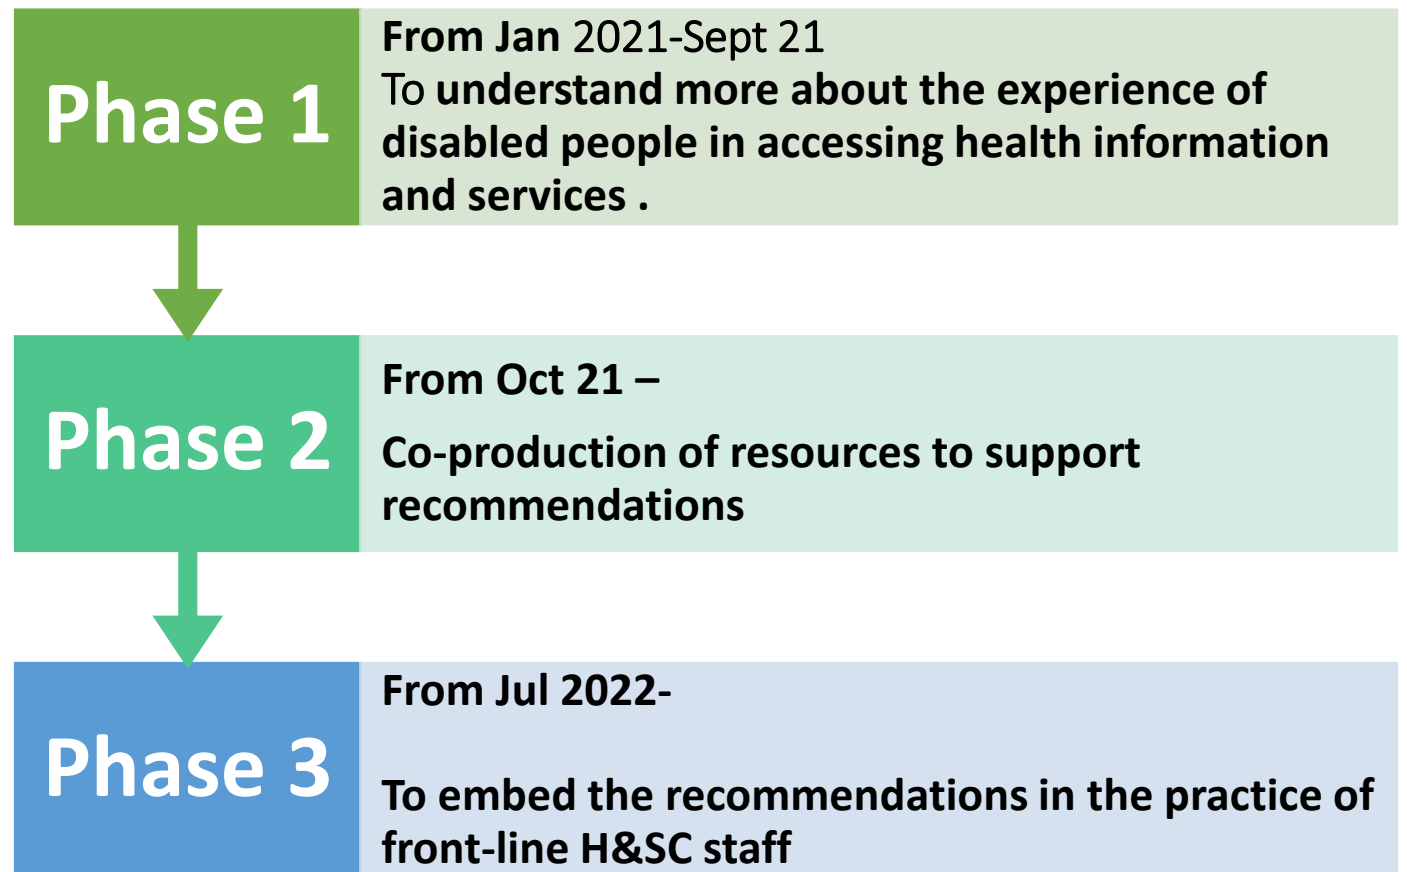 Phase 1
From Jan 2021-Sept 21
To understand more about the experience of
disabled people in accessing health information
and services .
Phase 2
From Oct 21 –
Co-production of resources to support
recommendations
Phase 3
From Jul 2022-
To embed the recommendations in the practice of
front-line H&SC staff